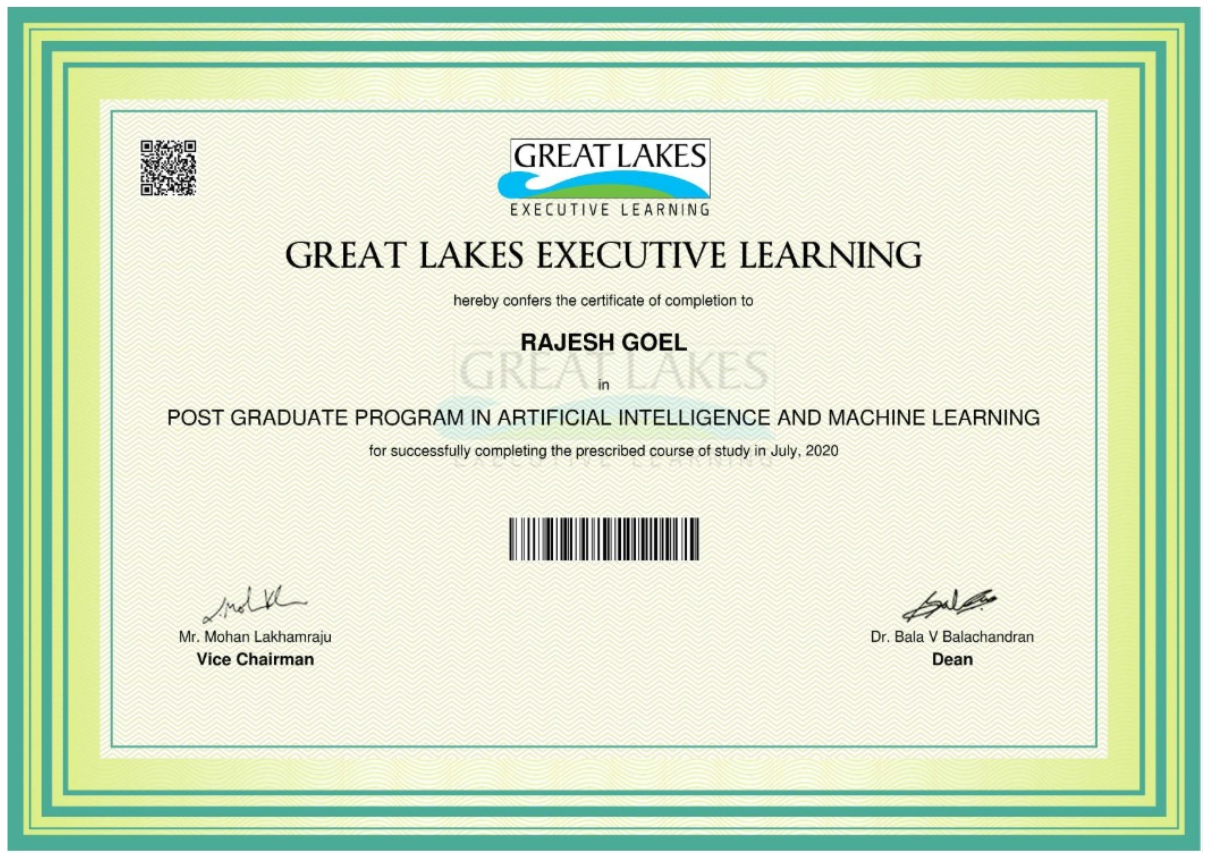 GREAT LAKES
EXECUTIVE LEARNING
GREAT LAKES EXECUTIVE LEARNING
hereby confers the certificate of completion to
RAJESH GOEL
GREAT LAKES
in
POST GRADUATE PROGRAM IN ARTIFICIAL INTELLIGENCE AND MACHINE LEARNING
for successfully completing the prescribed course of study in July, 2020
EXECUTIVE LEARNING
Mr. Mohan Lakhamraju
Vice Chairman
Dr. Bala V Balachandran
Dean